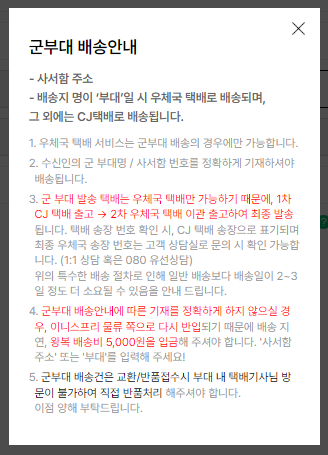 군부대 배송안내
- 사서함 주소
- 배송지 명이 '부대'일 시 우체국 택배로 배송되며,
그 외에는 CJ택배로 배송됩니다.
1. 우체국 택배 서비스는 군부대 배송의 경우에만 가능합니다.
2. 수신인의 군 부대명 / 사서함 번호를 정확하게 기재하셔야
배송됩니다.
3. 군 부대 발송 택배는 우체국 택배만 가능하기 때문에, 1차
CJ 택배 출고 → 2차 우체국 택배 이관 출고하여 최종 발송
됩니다. 택배 송장 번호 확인 시, CJ 택배 송장으로 표기되며
최종 우체국 송장 번호는 고객 상담실로 문의 시 확인 가능합
니다. (1:1 상담 혹은 080 유선상담)
위의 특수한 배송 절차로 인해 일반 배송보다 배송일이 2~3
일 정도 더 소요될 수 있음을 안내 드립니다.
4. 군부대 배송안내에 따른 기재를 정확하게 하지 않으실 경
우, 이니스프리 물류 쪽으로 다시 반입되기 때문에 배송 지
연, 왕복 배송비 5,000원을 입금해 주셔야 합니다. '사서함
주소' 또는 '부대'를 입력해 주세요!
5. 군부대 배송건은 교환/반품접수시 부대 내 택배기사님 방
문이 불가하여 직접 반품처리 해주셔야 합니다.
이점 양해 부탁드립니다.